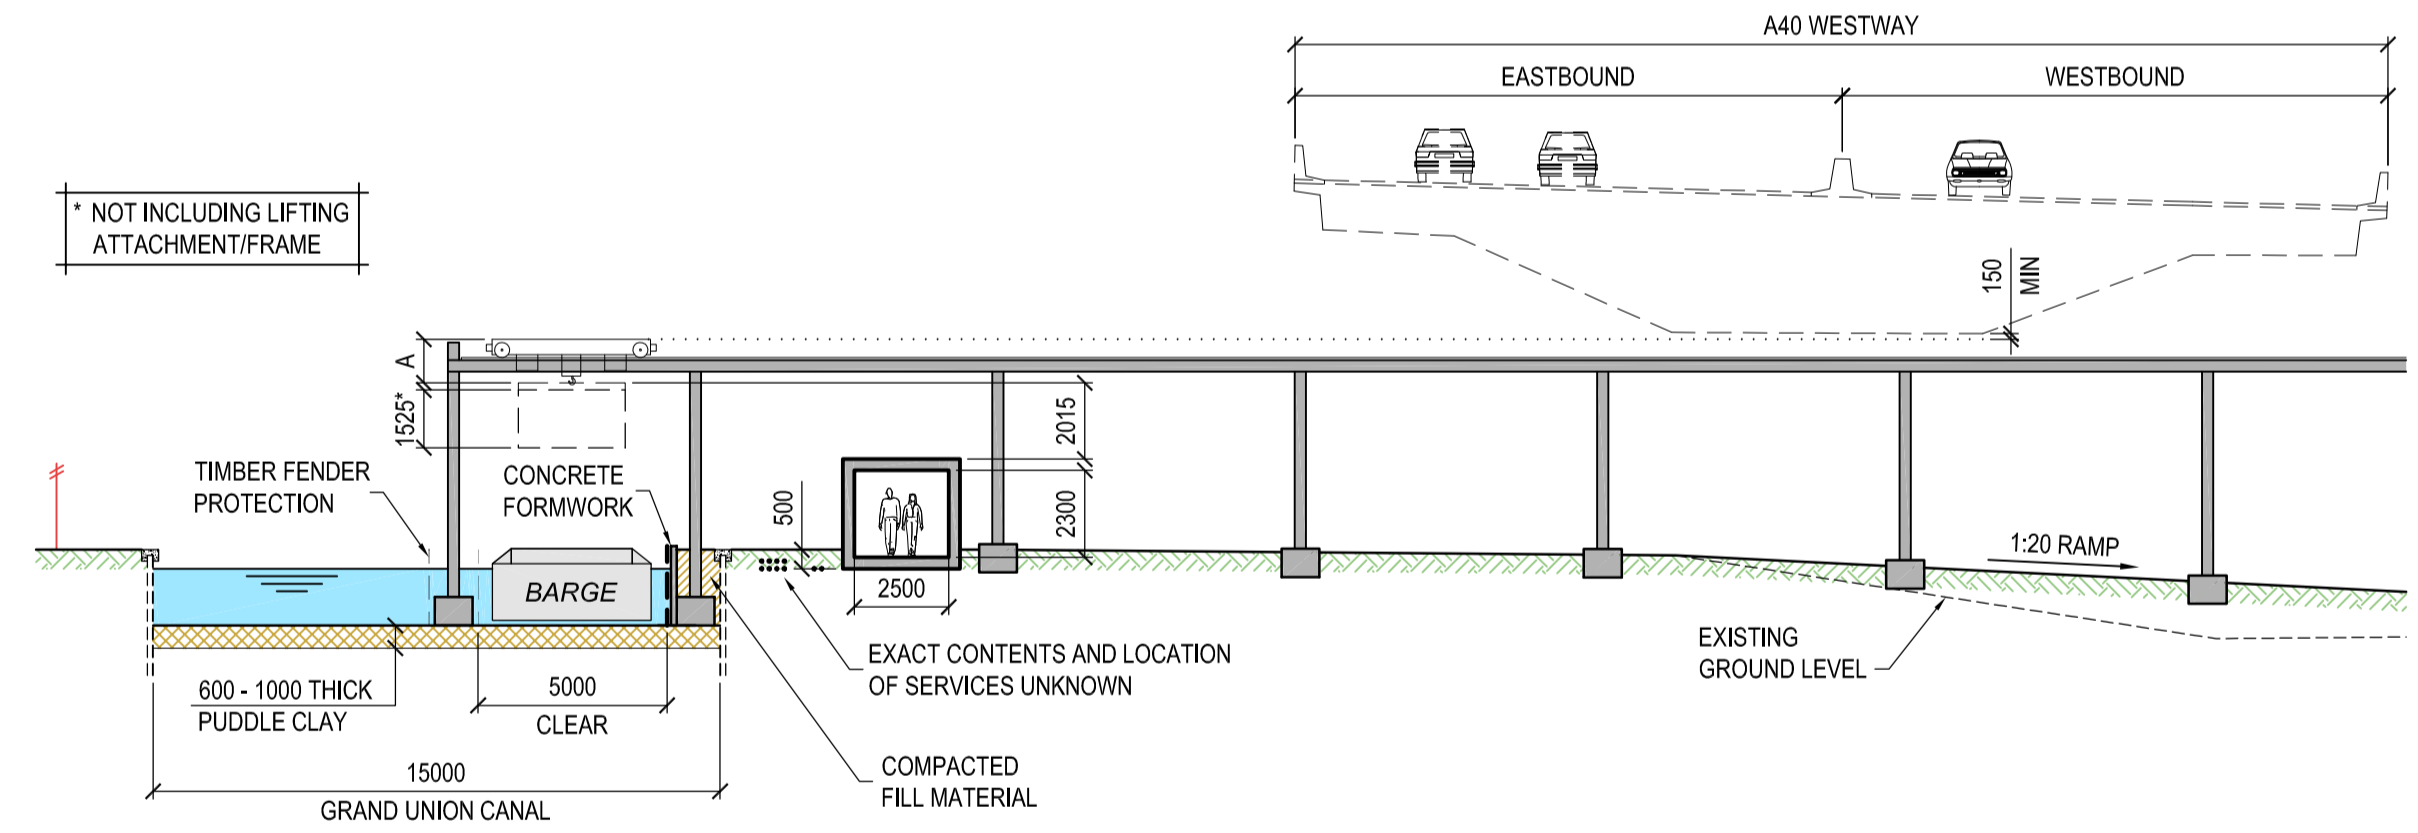 A40 WESTWAY
EASTBOUND
WESTBOUND
* NOT INCLUDING LIFTING
ATTACHMENT/FRAME
150
MIN
A
1525*
2015
TIMBER FENDER
PROTECTION
CONCRETE
FORMWORK
500
2300
1:20 RAMP
BARGE
2500
EXACT CONTENTS AND LOCATION
OF SERVICES UNKNOWN
EXISTING
GROUND LEVEL
600 - 1000 THICK
PUDDLE CLAY
5000
CLEAR
15000
GRAND UNION CANAL
COMPACTED
FILL MATERIAL